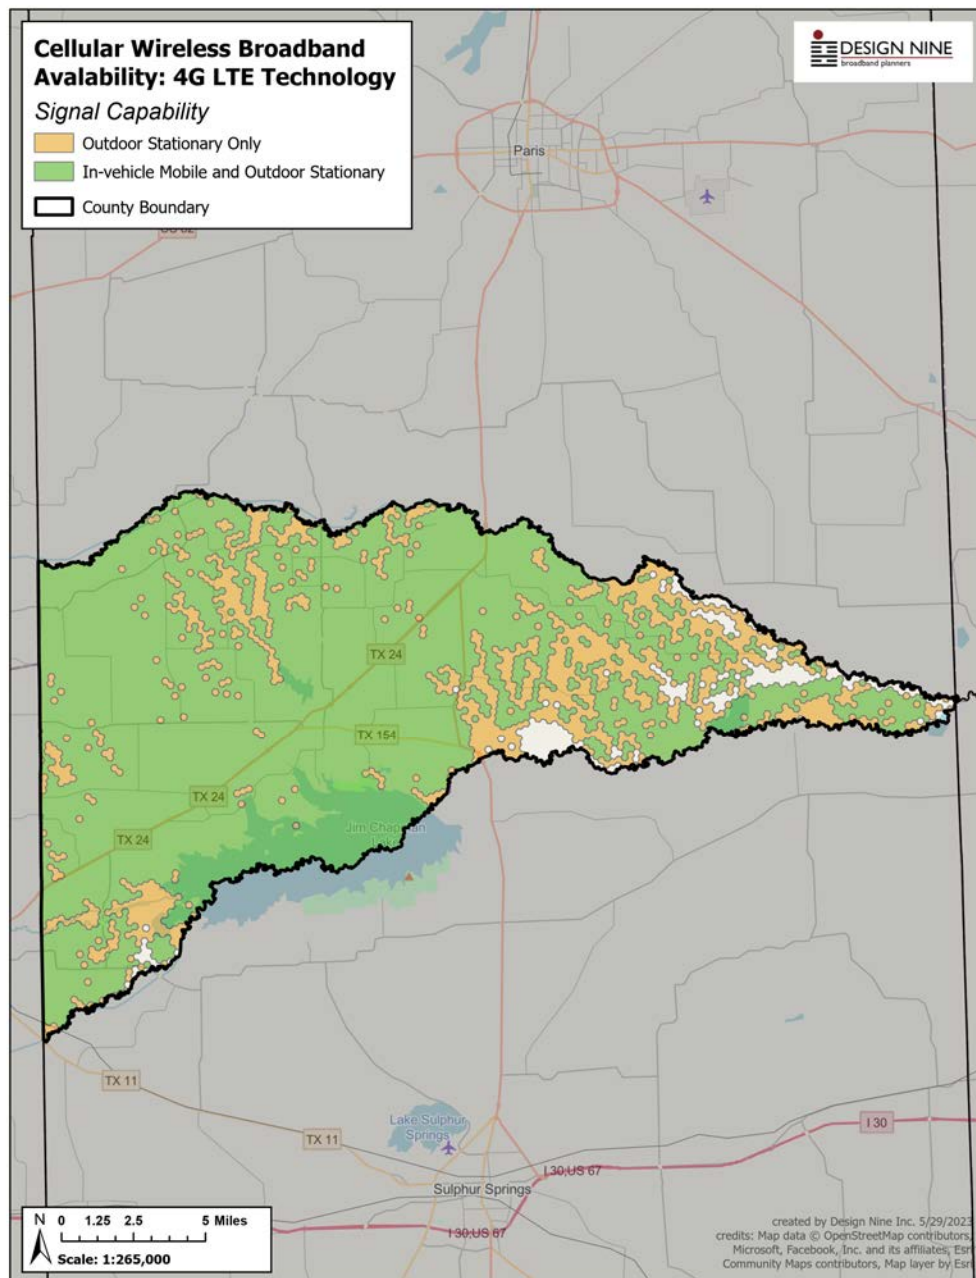 Cellular Wireless Broadband
Avalability: 4G LTE Technology
Signal Capability
Outdoor Stationary Only
In-vehicle Mobile and Outdoor Stationary
County Boundary
DESIGN NINE
broadband planners
Paris
TX 24
TX 154
TX 24
TX 24
TX 11
Lake Sulphur
Springs
TX 11
I 30
I 30;US 67
Sulphur Springs
I 30;US 67
N 0 1.25 2.5 5 Miles
Scale: 1:265,000
created by Design Nine Inc. 5/29/2023
credits: Map data © OpenStreetMap contributors,
Microsoft, Facebook, Inc. and its affiliates, Esri
Community Maps contributors, Map layer by Esri